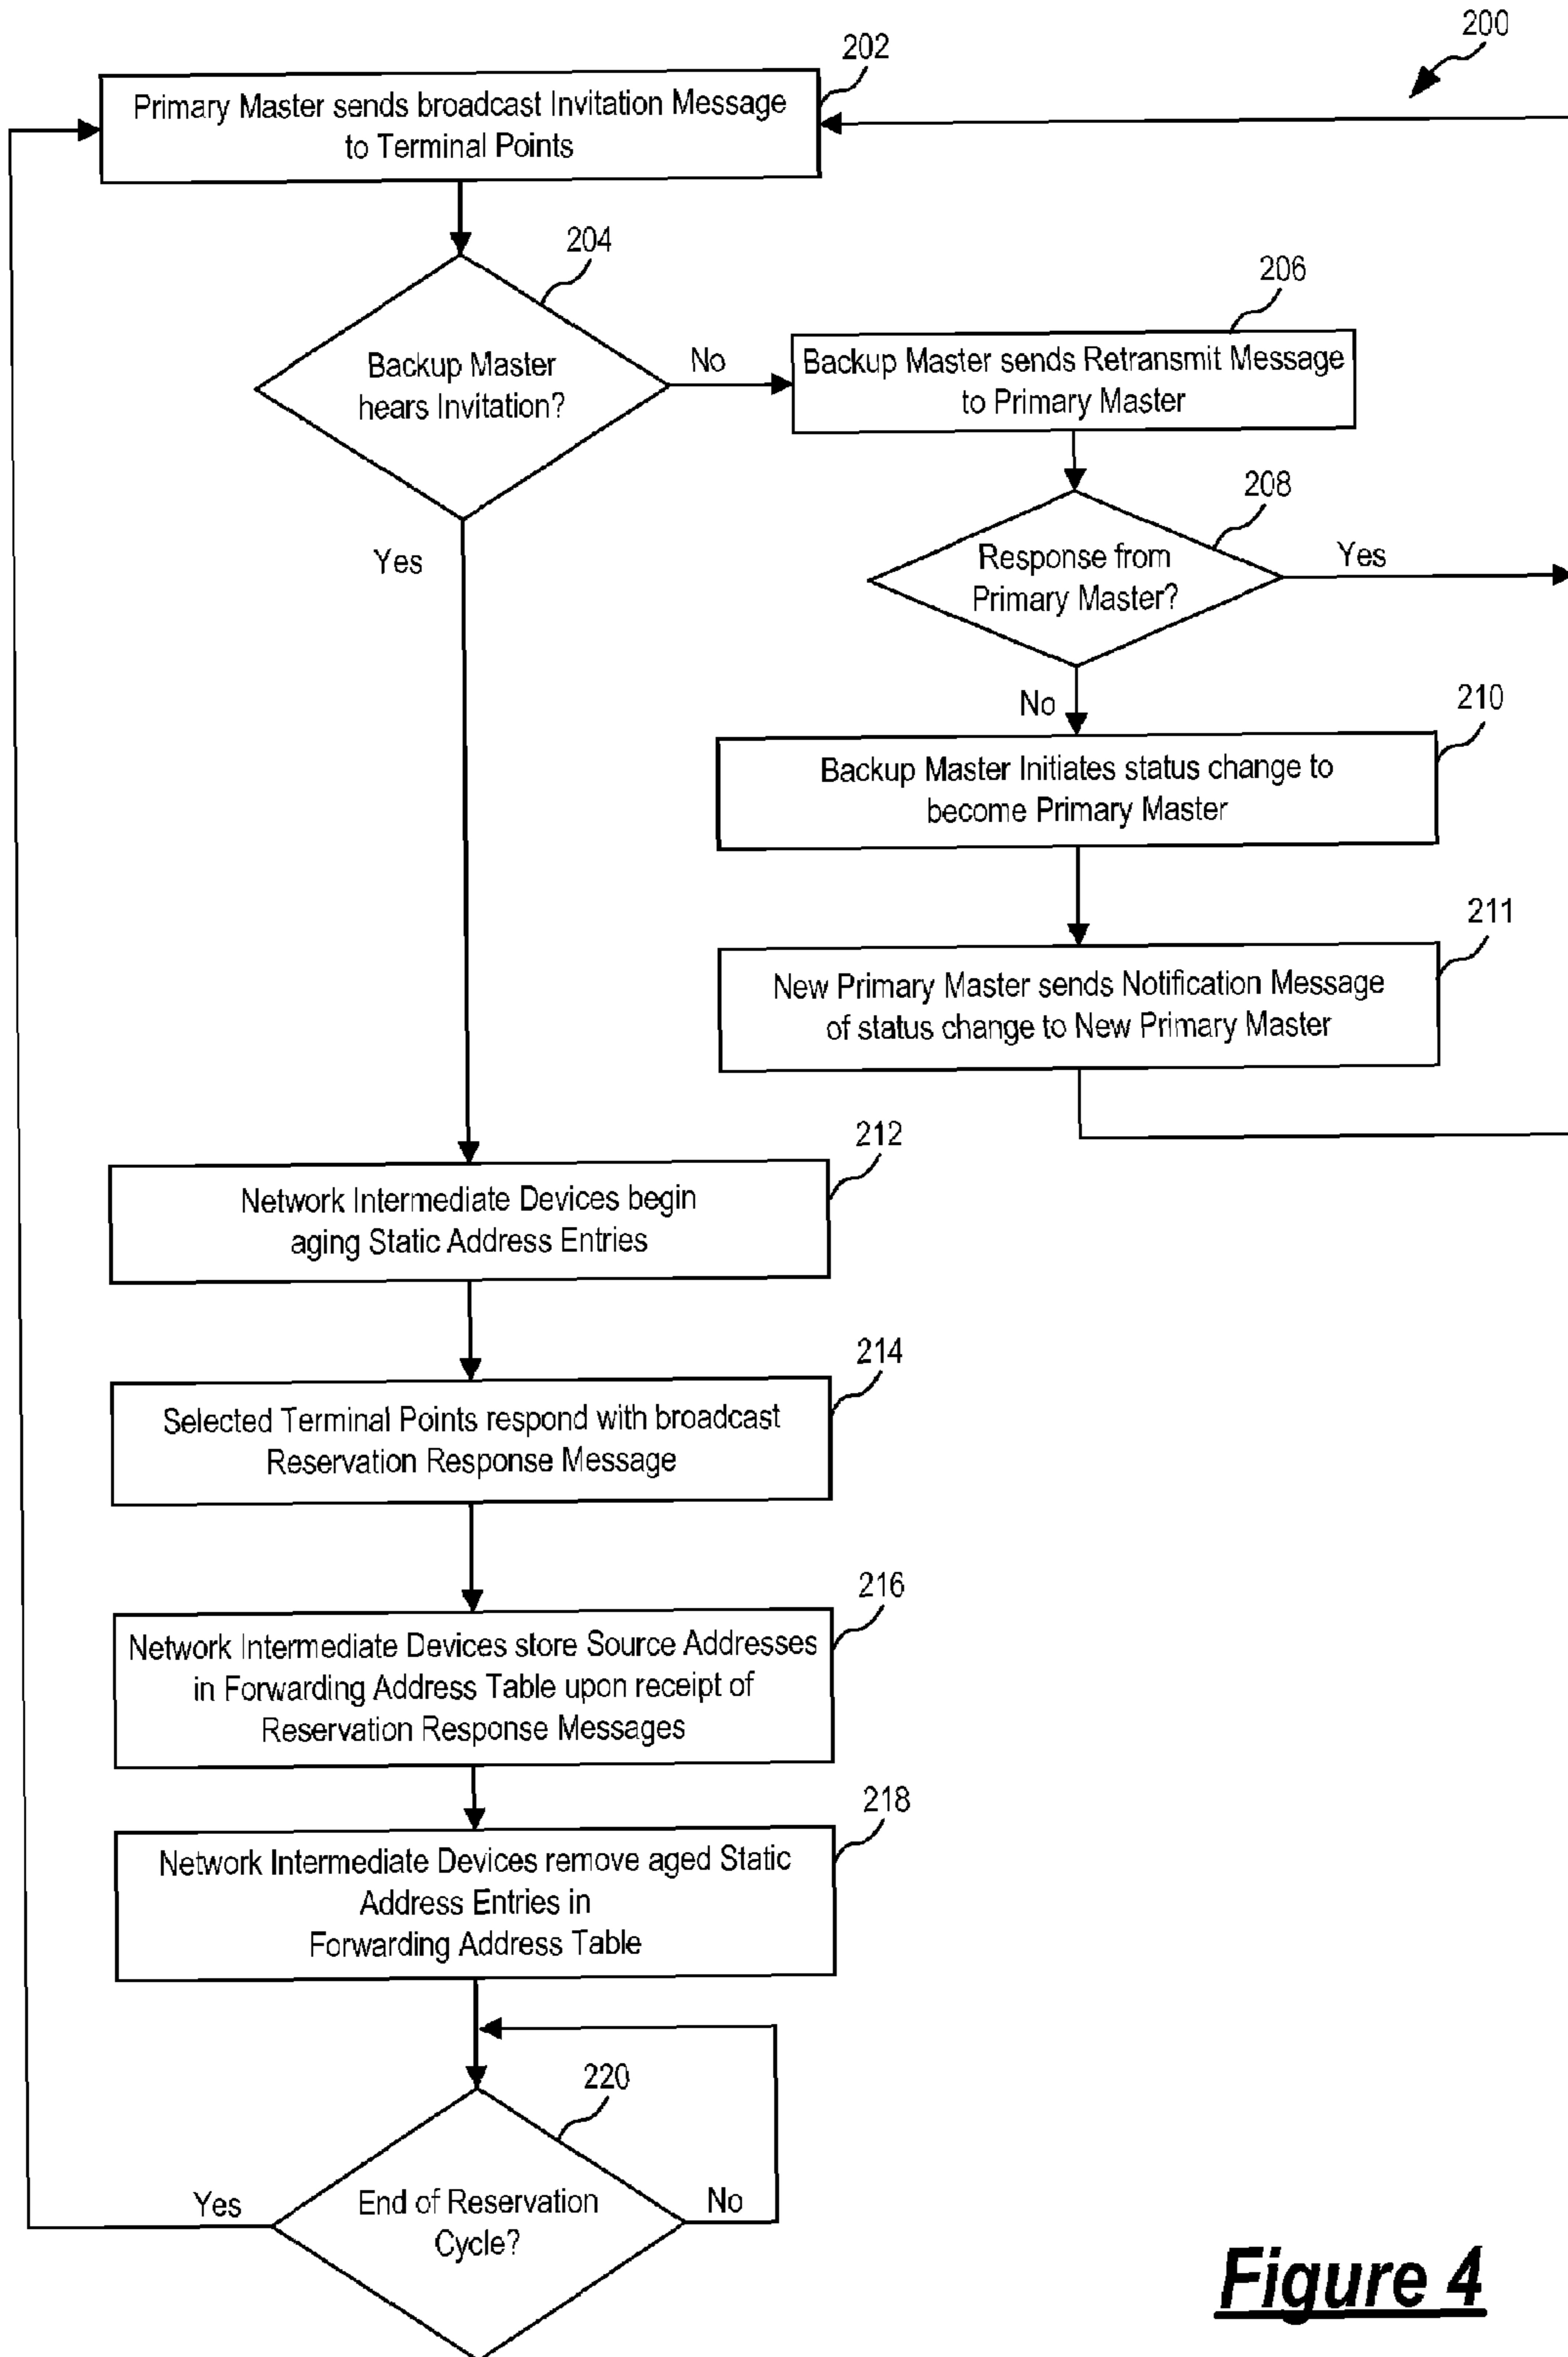 200
202
Primary Master sends broadcast Invitation Message
to Terminal Points
204
Backup Master
hears Invitation?
No
Yes
206
Backup Master sends Retransmit Message
to Primary Master
208
Response from
Primary Master?
Yes
No
210
Backup Master Initiates status change to
become Primary Master
211
New Primary Master sends Notification Message
of status change to New Primary Master
212
Network Intermediate Devices begin
aging Static Address Entries
214
Selected Terminal Points respond with broadcast
Reservation Response Message
216
Network Intermediate Devices store Source Addresses
in Forwarding Address Table upon receipt of
Reservation Response Messages
218
Network Intermediate Devices remove aged Static
Address Entries in
Forwarding Address Table
220
End of Reservation
Cycle?
Yes
No
Figure 4